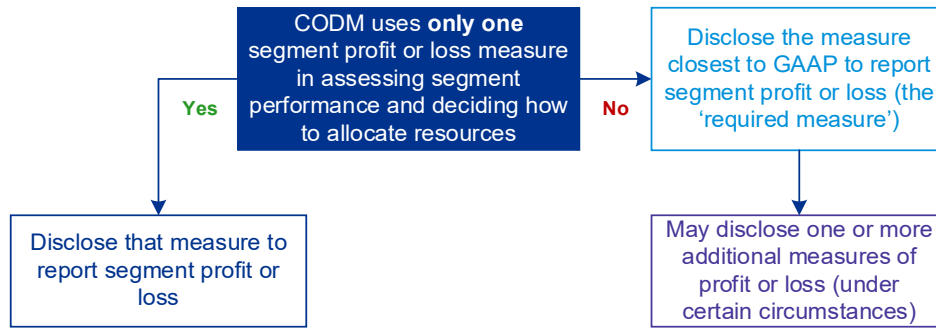 CODM uses only one
segment profit or loss measure
in assessing segment
performance and deciding how
to allocate resources
Yes
No
Disclose the measure
closest to GAAP to report
segment profit or loss (the
‘required measure’)
Disclose that measure to
report segment profit or
loss
May disclose one or more
additional measures of
profit or loss (under
certain circumstances)